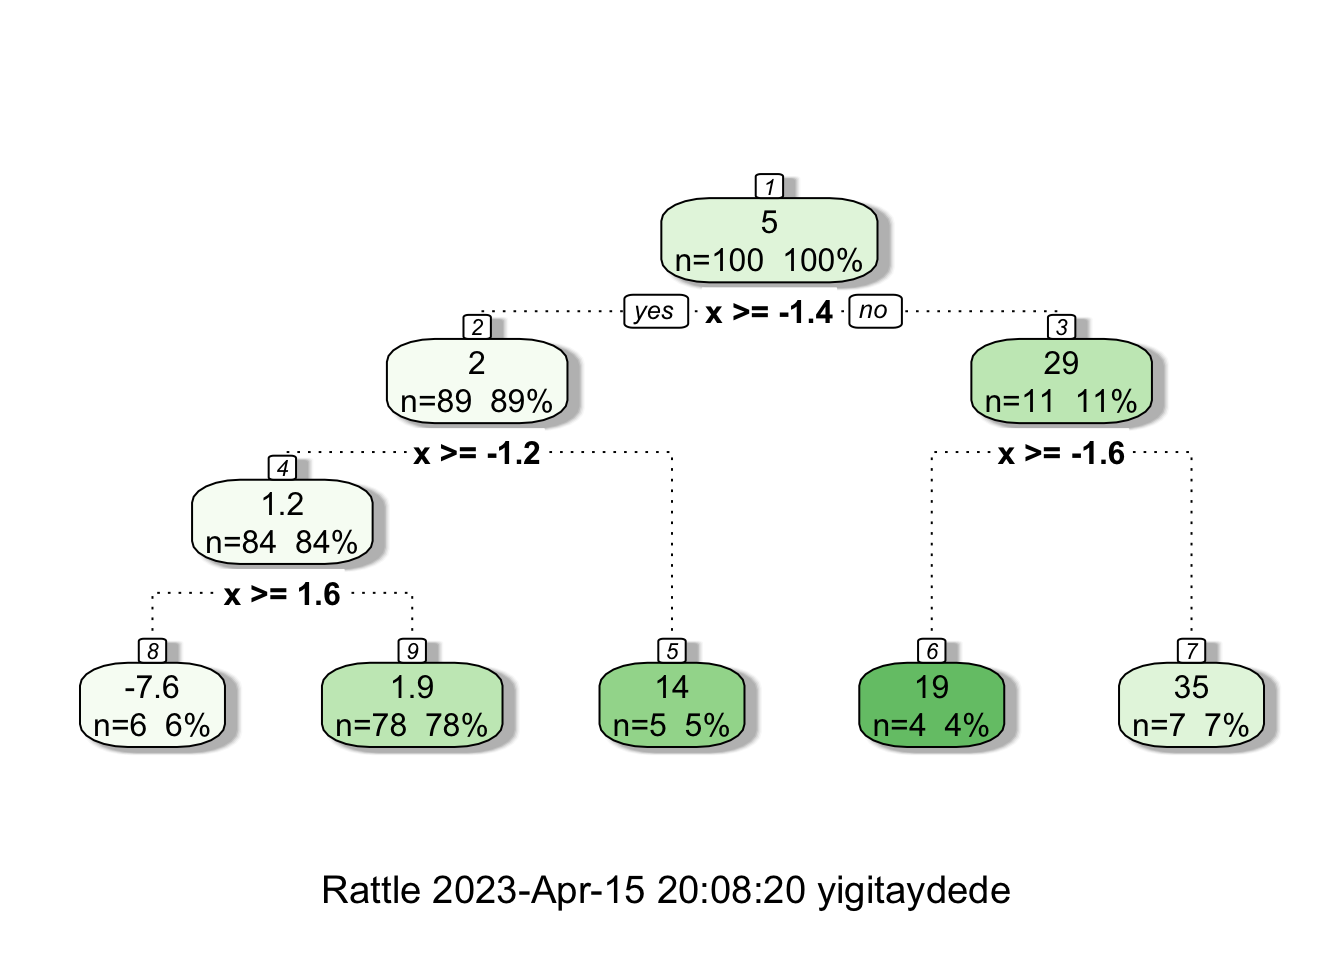 1
5
n=100 100%
yes x >= -1.4 no
2
2
n=89 89%
3
29
n=11 11%
x >= -1.2
x >= -1.6
4
1.2
n=84 84%
x >= 1.6
8
-7.6
n=6 6%
9
1.9
n=78 78%
5
14
n=5 5%
6
19
n=4 4%
7
35
n=7 7%
Rattle 2023-Apr-15 20:08:20 yigitaydede